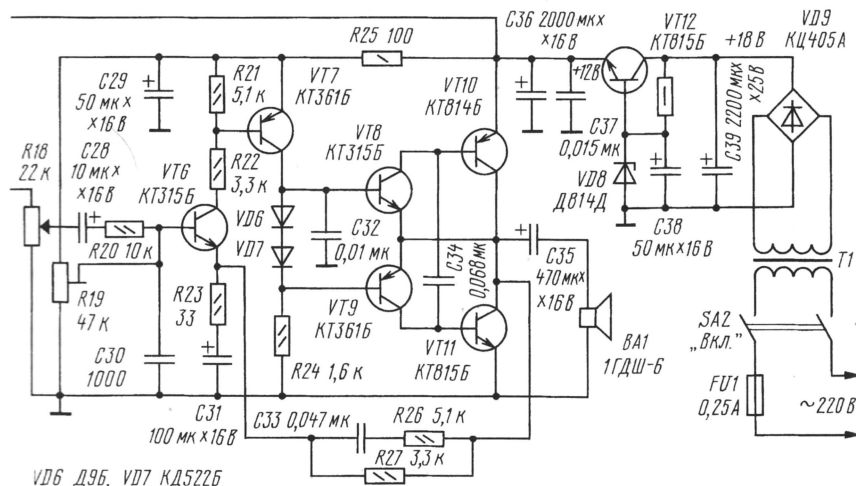 R25 100
C36 2000 мк×
×16 В
VT12
КТ815Б
+18 В
VD9
КЦ405А
C29
50 мк×
×16 В
R21
5,1 к
VT7
КТ361Б
VT10
КТ814Б
+12В
C39 2200 мк×
×25 В
R18
22 к
C28
10 мк×
×16 В
VT6
КТ315Б
R22
3,3 к
VT8
КТ315Б
C37
0,015 мк
VD8
Д814Д
VD6
VD7
C32
0,01 мк
C34
0,068 мк
C35
470 мк×
×16 В
C38
50 мк×16 В
T1
R20 10 к
R19
47 к
R23
33
VT9
КТ361Б
SA2
„Вкл.”
C30
1000
R24 1,6 к
VT11
КТ815Б
BA1
1ГДШ-6
FU1
0,25А
~220 В
C31
100 мк×16 В
C33 0,047 мк
R26 5,1 к
R27 3,3 к
VD6 Д9Б, VD7 КД522Б